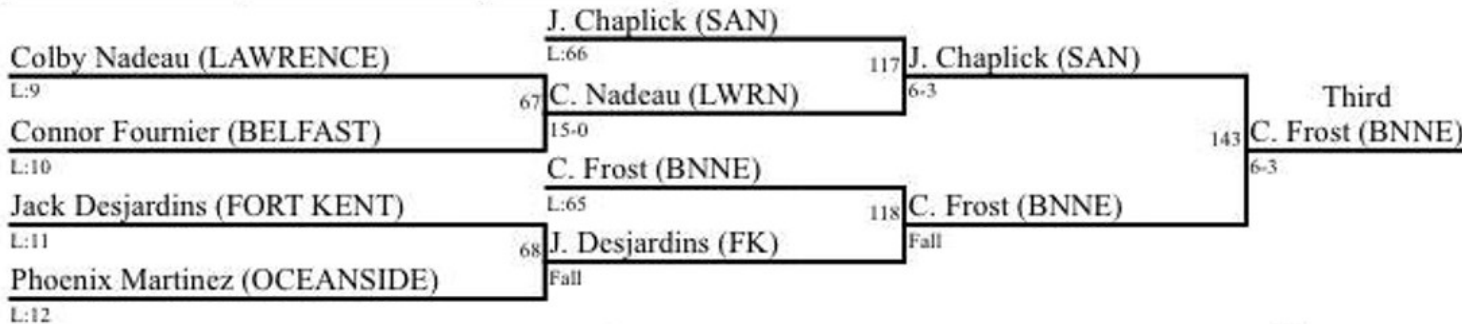 J. Chaplick (SAN)
L:66
Colby Nadeau (LAWRENCE)
L:9
67
C. Nadeau (LWRN)
15-0
Connor Fournier (BELFAST)
L:10
117
J. Chaplick (SAN)
6-3
C. Frost (BNNE)
L:65
Jack Desjardins (FORT KENT)
L:11
68
J. Desjardins (FK)
Fall
Phoenix Martinez (OCEANSIDE)
L:12
118
C. Frost (BNNE)
Fall
143
Third
C. Frost (BNNE)
6-3